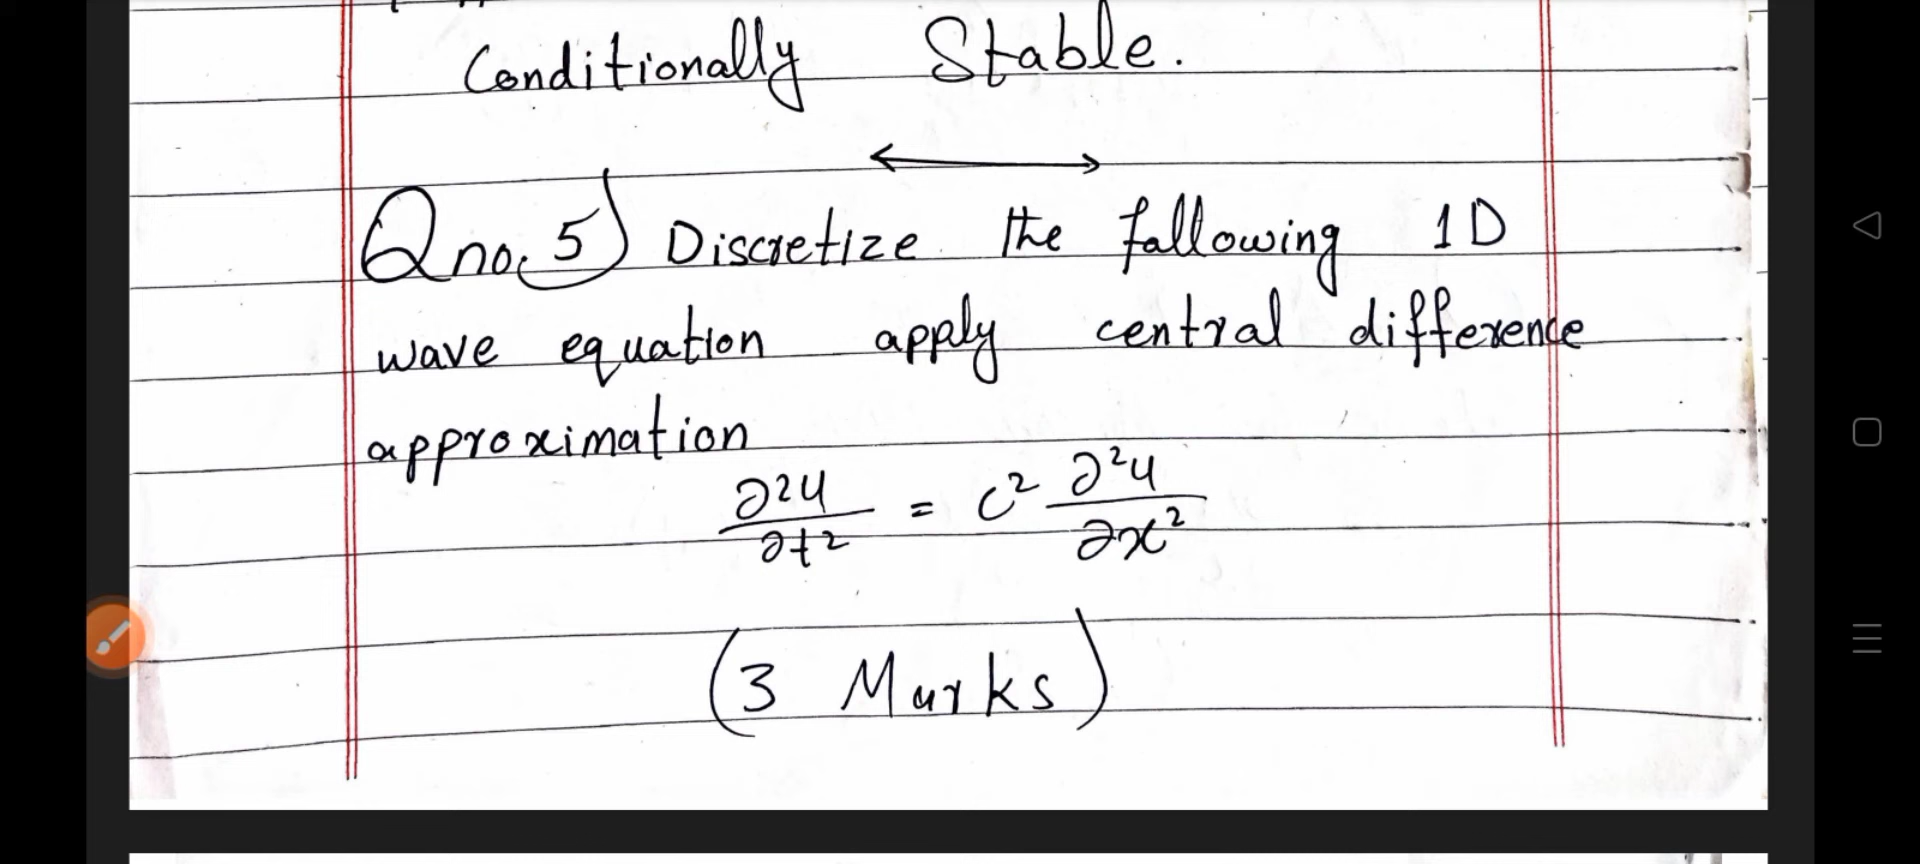 Conditionally Stable.
Q no. 5) Discretize the following 1D
wave equation apply central difference
approximation
∂²u/∂t² = c² ∂²u/∂x²
(3 Marks)